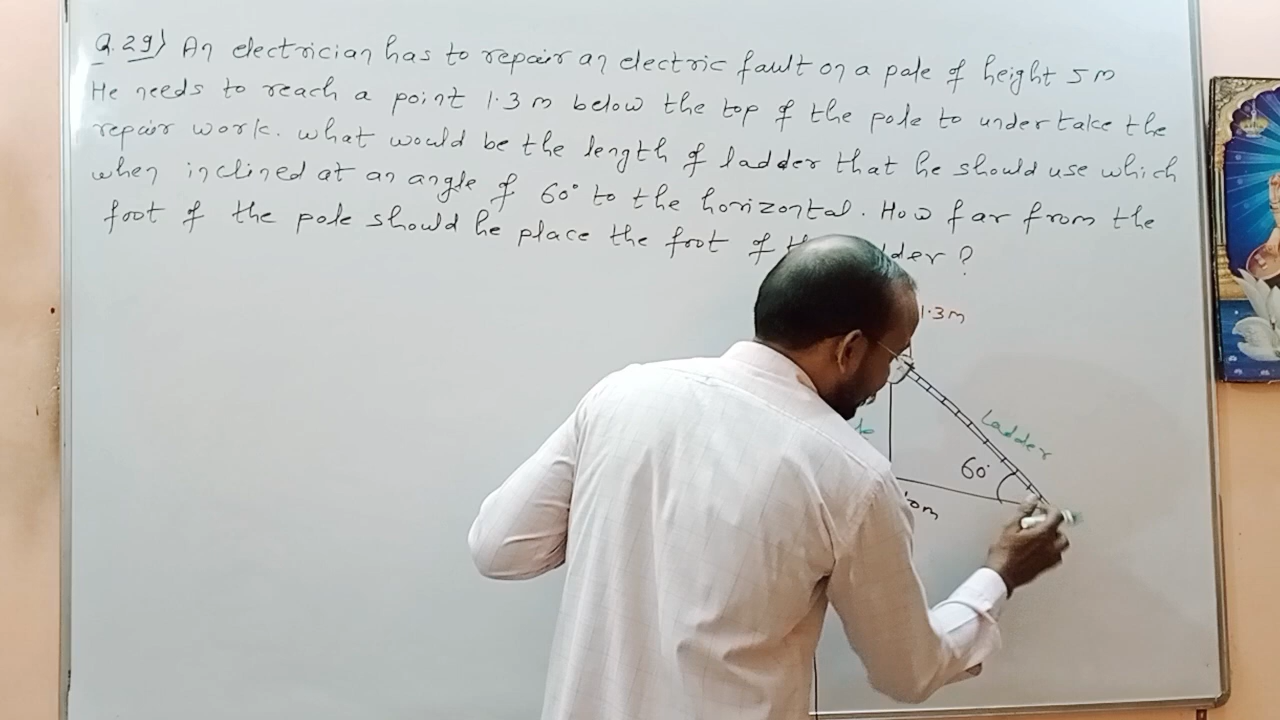 Q.29) An electrician has to repair an electric fault on a pole of height 5m
He needs to reach a point 1.3 m below the top of the pole to undertake the
repair work. what would be the length of ladder that he should use which
when inclined at an angle of 60° to the horizontal. How far from the
foot of the pole should he place the foot of the ladder ?
1.3m
Ladder
60°